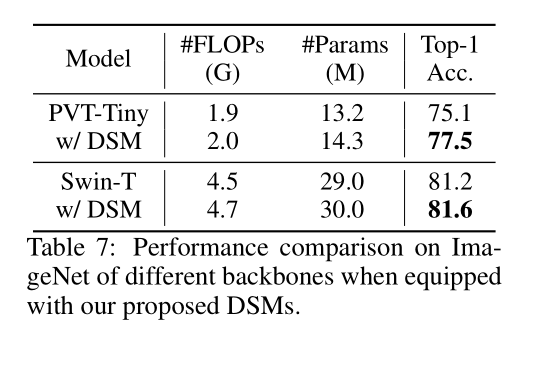 Model #FLOPs (G) #Params (M) Top-1 Acc.
PVT-Tiny 1.9 13.2 75.1
w/ DSM 2.0 14.3 77.5
Swin-T 4.5 29.0 81.2
w/ DSM 4.7 30.0 81.6
Table 7: Performance comparison on Ima-
geNet of different backbones when equipped
with our proposed DSMs.